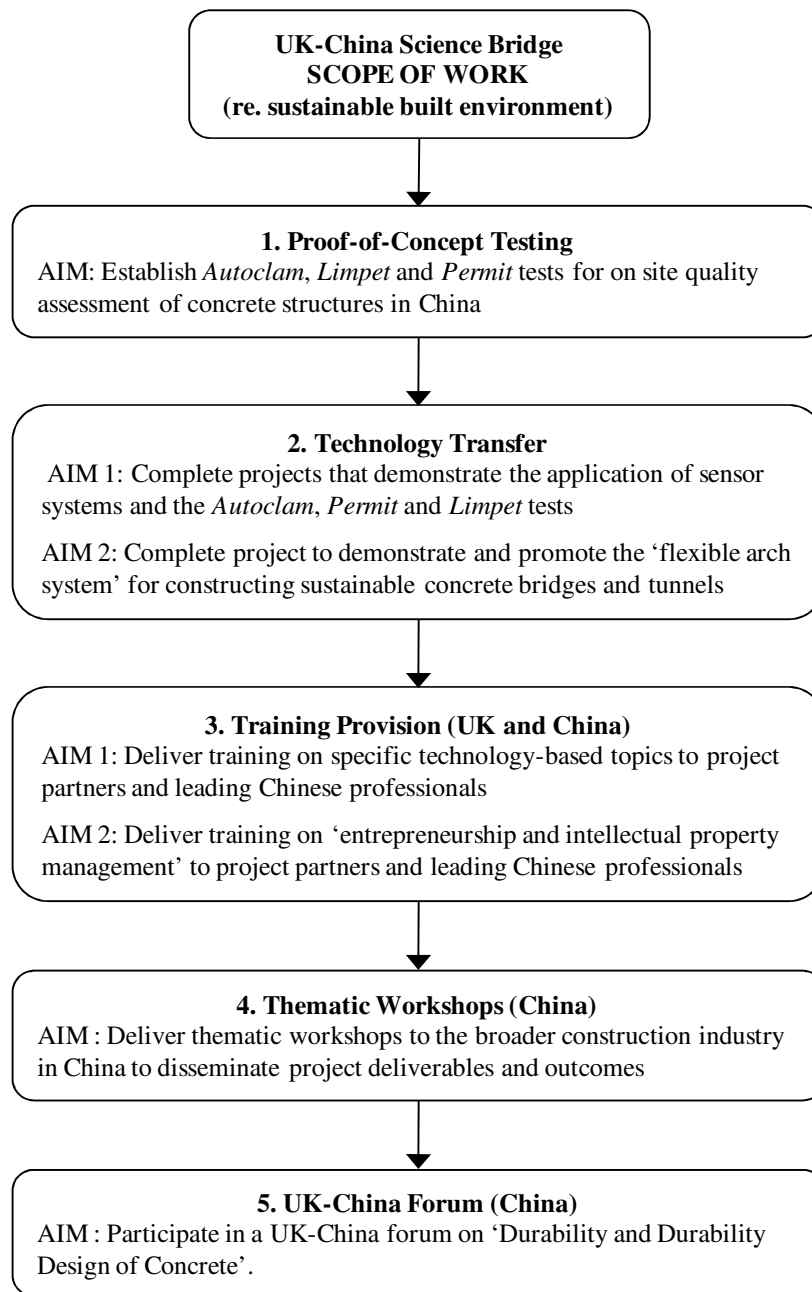 UK-China Science Bridge
SCOPE OF WORK
(re. sustainable built environment)
1. Proof-of-Concept Testing
AIM: Establish Autoclam, Limpet and Permit tests for on site quality
assessment of concrete structures in China
2. Technology Transfer
AIM 1: Complete projects that demonstrate the application of sensor
systems and the Autoclam, Permit and Limpet tests
AIM 2: Complete project to demonstrate and promote the ‘flexible arch
system’ for constructing sustainable concrete bridges and tunnels
3. Training Provision (UK and China)
AIM 1: Deliver training on specific technology-based topics to project
partners and leading Chinese professionals
AIM 2: Deliver training on ‘entrepreneurship and intellectual property
management’ to project partners and leading Chinese professionals
4. Thematic Workshops (China)
AIM : Deliver thematic workshops to the broader construction industry
in China to disseminate project deliverables and outcomes
5. UK-China Forum (China)
AIM : Participate in a UK-China forum on ‘Durability and Durability
Design of Concrete’.